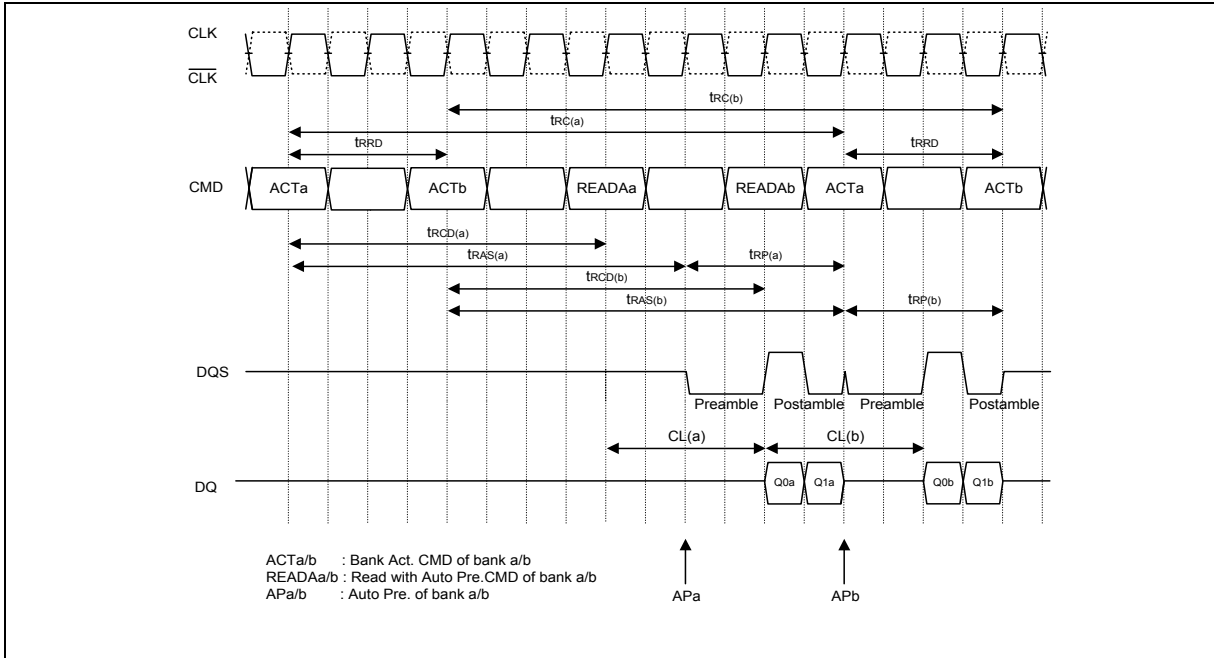 CLK
CLK
tRC(b)
tRC(a)
tRRD
tRRD
CMD
ACTa
ACTb
READAa
READAb
ACTa
ACTb
tRCD(a)
tRAS(a)
tRP(a)
tRCD(b)
tRAS(b)
tRP(b)
DQS
Preamble
Postamble
Preamble
Postamble
CL(a)
CL(b)
DQ
Q0a
Q1a
Q0b
Q1b
ACTa/b : Bank Act. CMD of bank a/b
READAa/b : Read with Auto Pre.CMD of bank a/b
APa/b : Auto Pre. of bank a/b
APa
APb